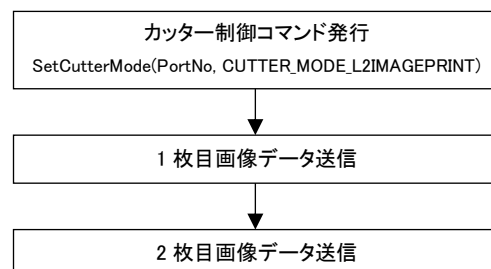 カッター制御コマンド発行
SetCutterMode(PortNo, CUTTER_MODE_L2IMAGEPRINT)
1 枚目画像データ送信
2 枚目画像データ送信